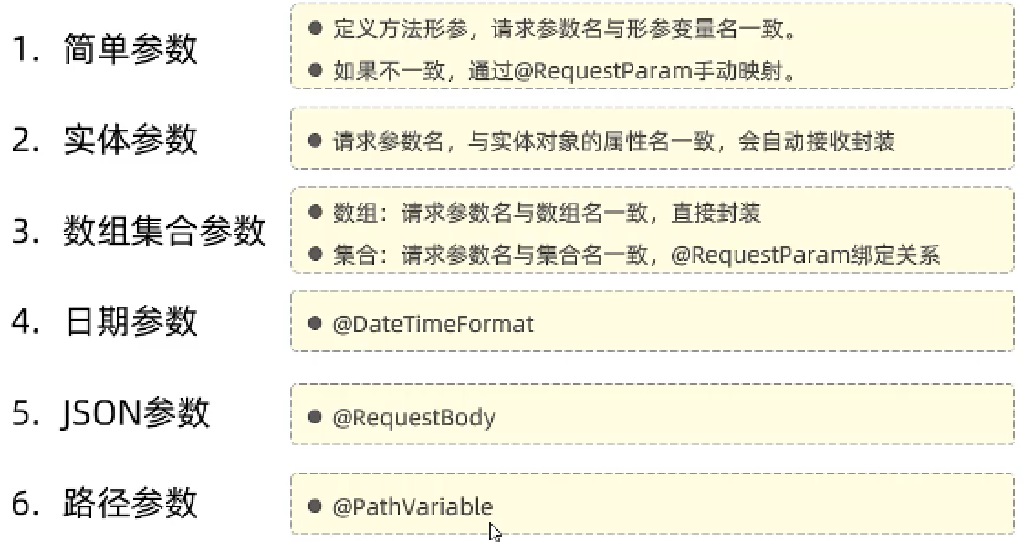 1. 简单参数
● 定义方法形参，请求参数名与形参变量名一致。
● 如果不一致，通过@RequestParam手动映射。
2. 实体参数
● 请求参数名，与实体对象的属性名一致，会自动接收封装
3. 数组集合参数
● 数组：请求参数名与数组名一致，直接封装
● 集合：请求参数名与集合名一致，@RequestParam绑定关系
4. 日期参数
● @DateTimeFormat
5. JSON参数
● @RequestBody
6. 路径参数
● @PathVariable